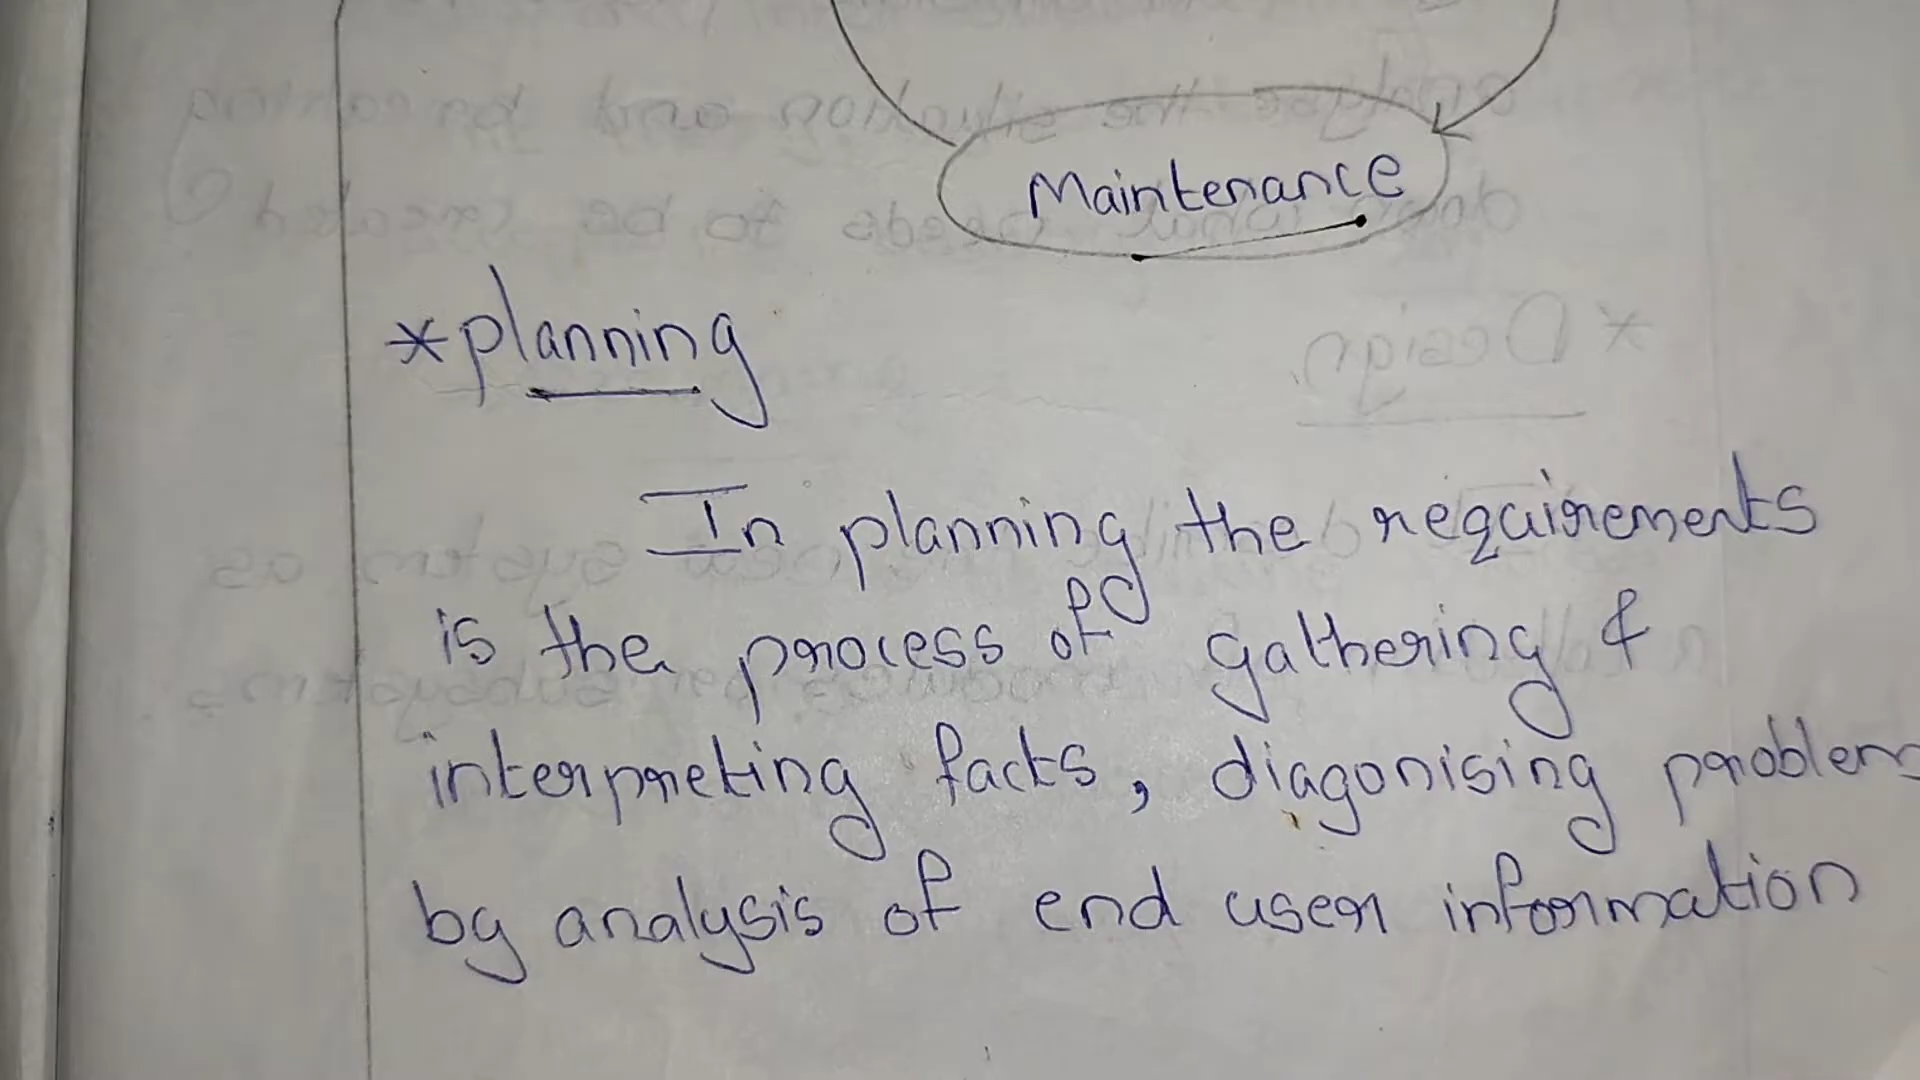 Maintenance
* planning
In planning the requirements
is the process of gathering &
interpreting facts, diagonising problems
by analysis of end user information